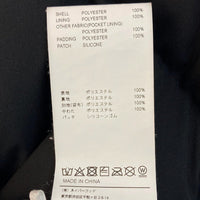 SHELL POLYESTER 100%
LINING POLYESTER 100%
OTHER FABRIC(POCKET LINING)
POLYESTER 100%
PADDING POLYESTER 100%
PATCH SILICONE
表地 ポリエステル 100%
裏地 ポリエステル 100%
別地(袋布) ポリエステル 100%
中わた ポリエステル 100%
パッチ シリコーンゴム
MADE IN CHINA